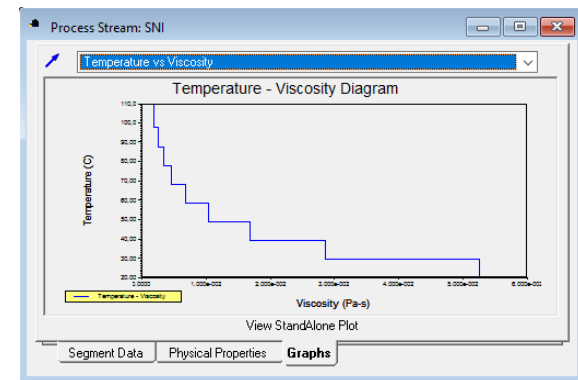 Process Stream: SNI
Temperature vs Viscosity
Temperature - Viscosity Diagram
110,0
100,0
90,00
80,00
70,00
60,00
50,00
40,00
30,00
20,00
Temperature (C)
0,0000 1,000e-002 2,000e-002 3,000e-002 4,000e-002 5,000e-002 6,000e-002
Temperature - Viscosity
Viscosity (Pa-s)
View StandAlone Plot
Segment Data Physical Properties Graphs